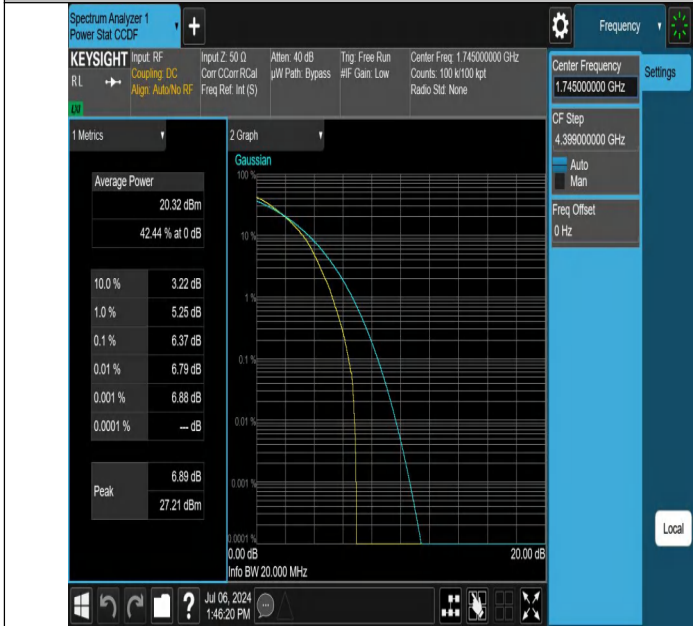 Spectrum Analyzer 1
Power Stat CCDF
+
Frequency
KEYSIGHT
RL
LXI
Input: RF
Coupling: DC
Align: Auto/No RF
Input Z: 50 Ω
Corr CCorr RCal
Freq Ref: Int (S)
Atten: 40 dB
µW Path: Bypass
Trig: Free Run
#IF Gain: Low
Center Freq: 1.745000000 GHz
Counts: 100 k/100 kpt
Radio Std: None
Center Frequency
1.745000000 GHz
Settings
CF Step
4.399000000 GHz
Auto
Man
Freq Offset
0 Hz
1 Metrics
Average Power
20.32 dBm
42.44 % at 0 dB
10.0 % 3.22 dB
1.0 % 5.25 dB
0.1 % 6.37 dB
0.01 % 6.79 dB
0.001 % 6.88 dB
0.0001 % --- dB
Peak
6.89 dB
27.21 dBm
2 Graph
Gaussian
100 %
10 %
1 %
0.1 %
0.01 %
0.001 %
0.0001 %
0.00 dB 20.00 dB
Info BW 20.000 MHz
Local
?
Jul 06, 2024
1:46:20 PM